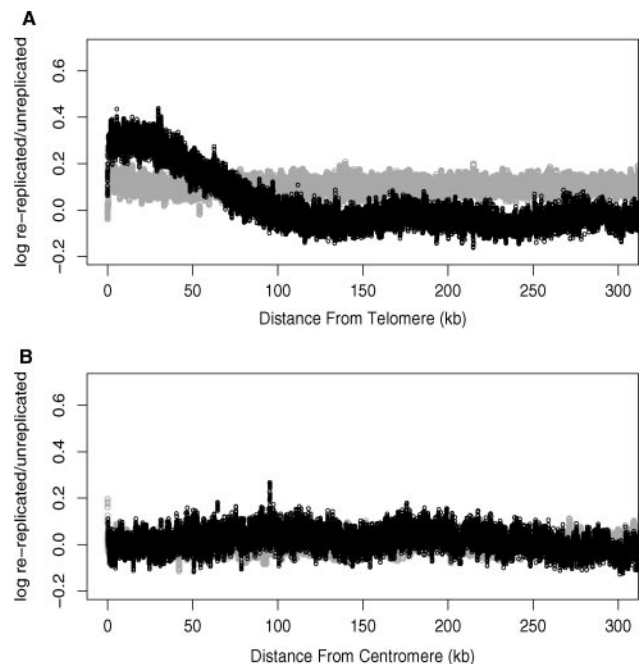 A
log re-replicated/unreplicated
0.6
0.4
0.2
0.0
−0.2
0 50 100 150 200 250 300
Distance From Telomere (kb)
B
log re-replicated/unreplicated
0.6
0.4
0.2
0.0
−0.2
0 50 100 150 200 250 300
Distance From Centromere (kb)